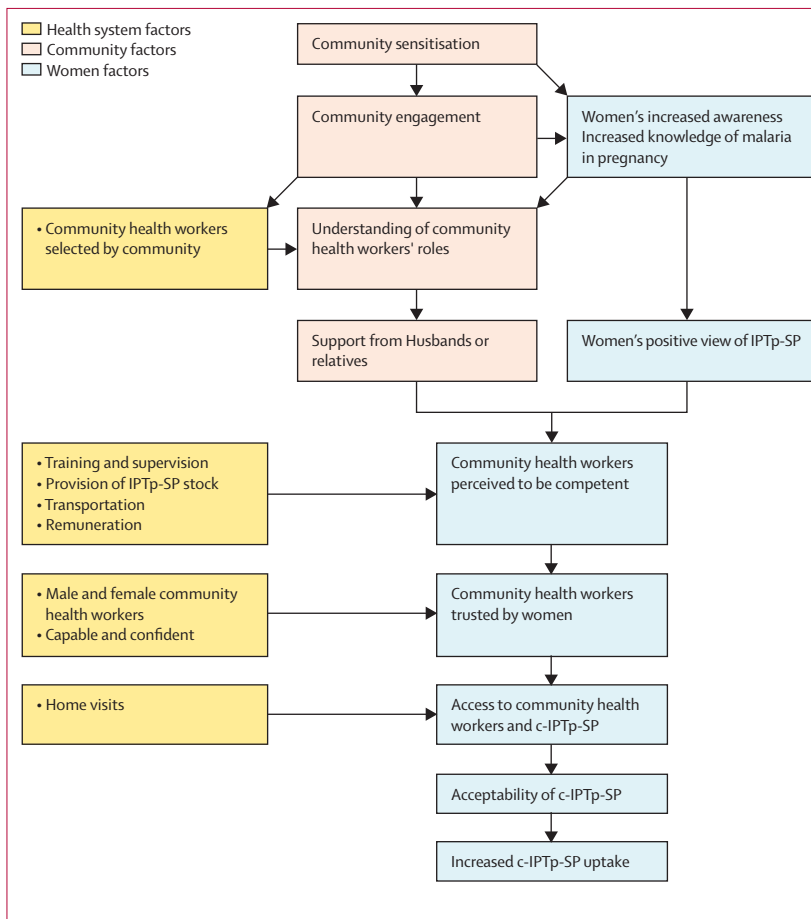 Health system factors
Community factors
Women factors
Community sensitisation
Community engagement
Women's increased awareness
Increased knowledge of malaria
in pregnancy
• Community health workers
selected by community
Understanding of community
health workers' roles
Support from Husbands or
relatives
Women's positive view of IPTp-SP
• Training and supervision
• Provision of IPTp-SP stock
• Transportation
• Remuneration
Community health workers
perceived to be competent
• Male and female community
health workers
• Capable and confident
Community health workers
trusted by women
• Home visits
Access to community health
workers and c-IPTp-SP
Acceptability of c-IPTp-SP
Increased c-IPTp-SP uptake